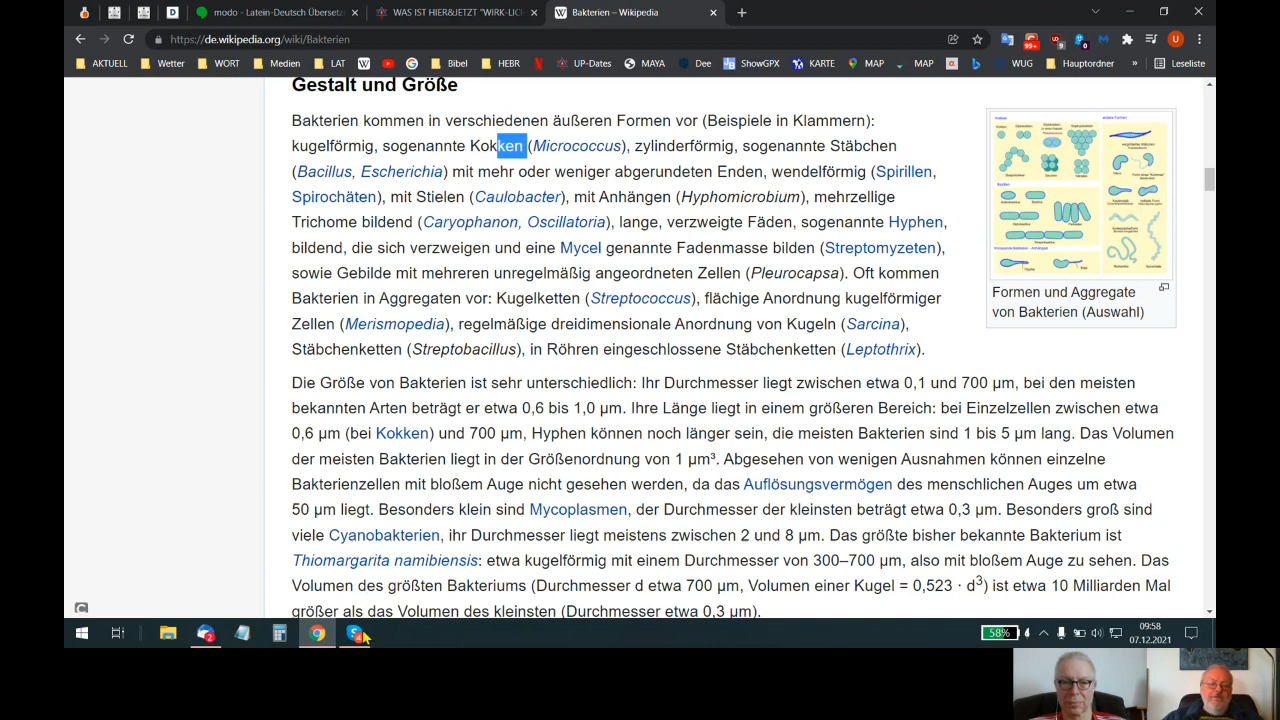 modo - Latein-Deutsch Übersetz
WAS IST HIER&JETZT "WIRK-LICH
Bakterien – Wikipedia
https://de.wikipedia.org/wiki/Bakterien
99+
9
0
U
AKTUELL
Wetter
WORT
Medien
LAT
Bibel
HEBR
UP-Dates
MAYA
Dee
ShowGPX
KARTE
MAP
MAP
WUG
Hauptordner
»
Leseliste
Gestalt und Größe
Bakterien kommen in verschiedenen äußeren Formen vor (Beispiele in Klammern):
kugelförmig, sogenannte Kokken (Micrococcus), zylinderförmig, sogenannte Stäbchen
(Bacillus, Escherichia) mit mehr oder weniger abgerundeten Enden, wendelförmig (Spirillen,
Spirochäten), mit Stielen (Caulobacter), mit Anhängen (Hyphomicrobium), mehrzellige
Trichome bildend (Caryophanon, Oscillatoria), lange, verzweigte Fäden, sogenannte Hyphen,
bildend, die sich verzweigen und eine Mycel genannte Fadenmasse bilden (Streptomyzeten),
sowie Gebilde mit mehreren unregelmäßig angeordneten Zellen (Pleurocapsa). Oft kommen
Bakterien in Aggregaten vor: Kugelketten (Streptococcus), flächige Anordnung kugelförmiger
Zellen (Merismopedia), regelmäßige dreidimensionale Anordnung von Kugeln (Sarcina),
Stäbchenketten (Streptobacillus), in Röhren eingeschlossene Stäbchenketten (Leptothrix).
Formen und Aggregate
von Bakterien (Auswahl)
Die Größe von Bakterien ist sehr unterschiedlich: Ihr Durchmesser liegt zwischen etwa 0,1 und 700 µm, bei den meisten
bekannten Arten beträgt er etwa 0,6 bis 1,0 µm. Ihre Länge liegt in einem größeren Bereich: bei Einzelzellen zwischen etwa
0,6 µm (bei Kokken) und 700 µm, Hyphen können noch länger sein, die meisten Bakterien sind 1 bis 5 µm lang. Das Volumen
der meisten Bakterien liegt in der Größenordnung von 1 µm³. Abgesehen von wenigen Ausnahmen können einzelne
Bakterienzellen mit bloßem Auge nicht gesehen werden, da das Auflösungsvermögen des menschlichen Auges um etwa
50 µm liegt. Besonders klein sind Mycoplasmen, der Durchmesser der kleinsten beträgt etwa 0,3 µm. Besonders groß sind
viele Cyanobakterien, ihr Durchmesser liegt meistens zwischen 2 und 8 µm. Das größte bisher bekannte Bakterium ist
Thiomargarita namibiensis: etwa kugelförmig mit einem Durchmesser von 300–700 µm, also mit bloßem Auge zu sehen. Das
Volumen des größten Bakteriums (Durchmesser d etwa 700 µm, Volumen einer Kugel = 0,523 · d³) ist etwa 10 Milliarden Mal
größer als das Volumen des kleinsten (Durchmesser etwa 0,3 µm).
58%
09:58
07.12.2021